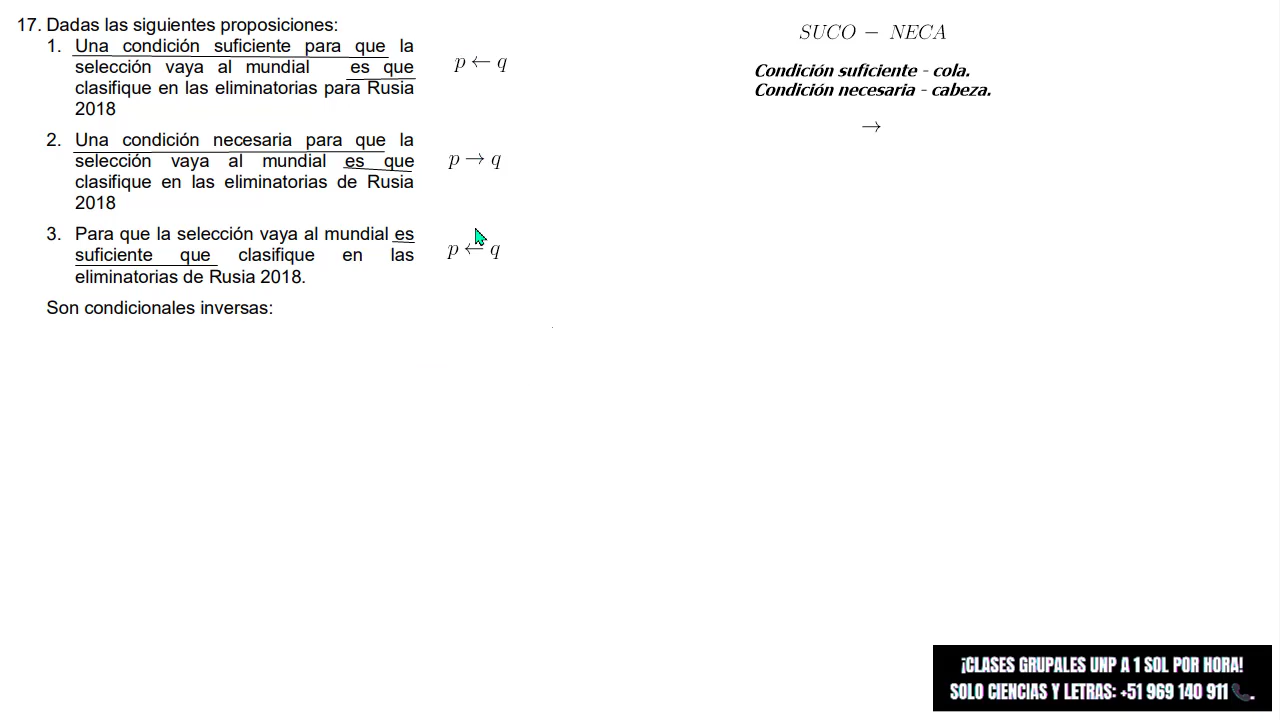 17. Dadas las siguientes proposiciones:
1. Una condición suficiente para que la
selección vaya al mundial es que
clasifique en las eliminatorias para Rusia
2018
p ← q
2. Una condición necesaria para que la
selección vaya al mundial es que
clasifique en las eliminatorias de Rusia
2018
p → q
3. Para que la selección vaya al mundial es
suficiente que clasifique en las
eliminatorias de Rusia 2018.
p ← q
Son condicionales inversas:
SUCO − NECA
Condición suficiente - cola.
Condición necesaria - cabeza.
→
¡CLASES GRUPALES UNP A 1 SOL POR HORA!
SOLO CIENCIAS Y LETRAS: +51 969 140 911 📞.